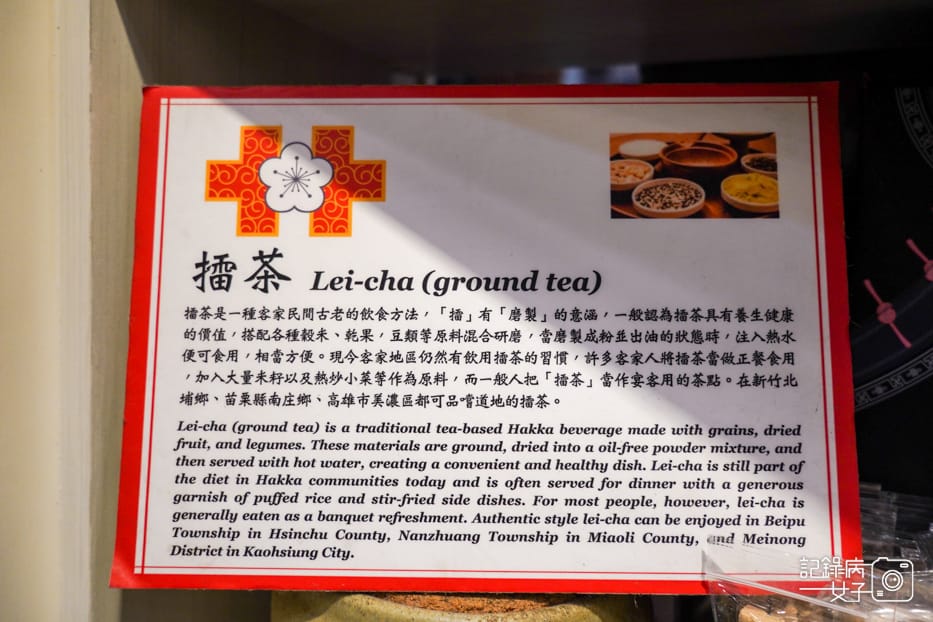 擂茶 Lei-cha (ground tea)
擂茶是一種客家民間古老的飲食方法，「擂」有「磨製」的意涵，一般認為擂茶具有養生健康
的價值，搭配各種穀米、乾果，豆類等原料混合研磨，當磨製成粉並出油的狀態時，注入熱水
便可食用，相當方便。現今客家地區仍然有飲用擂茶的習慣，許多客家人將擂茶當做正餐食用
，加入大量米籽以及熱炒小菜等作為原料，而一般人把「擂茶」當作宴客用的茶點。在新竹北
埔鄉、苗栗縣南庄鄉、高雄市美濃區都可品嚐道地的擂茶。
Lei-cha (ground tea) is a traditional tea-based Hakka beverage made with grains, dried
fruit, and legumes. These materials are ground, dried into a oil-free powder mixture, and
then served with hot water, creating a convenient and healthy dish. Lei-cha is still part of
the diet in Hakka communities today and is often served for dinner with a generous
garnish of puffed rice and stir-fried side dishes. For most people, however, lei-cha is
generally eaten as a banquet refreshment. Authentic style lei-cha can be enjoyed in Beipu
Township in Hsinchu County, Nanzhuang Township in Miaoli County, and Meinong
District in Kaohsiung City.
記錄病
一女子